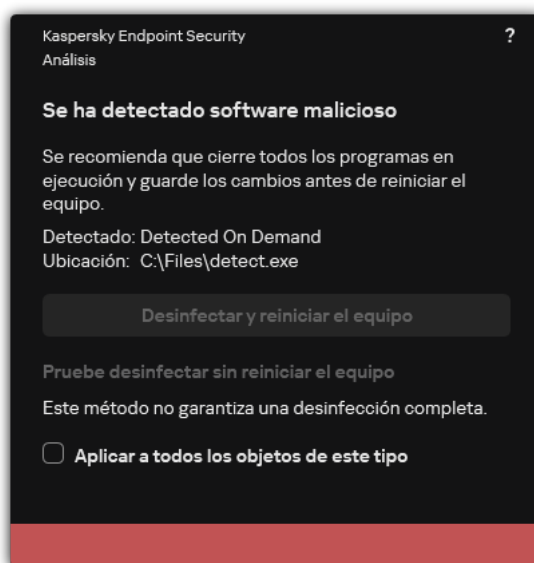 Kaspersky Endpoint Security
?
Análisis
Se ha detectado software malicioso
Se recomienda que cierre todos los programas en
ejecución y guarde los cambios antes de reiniciar el
equipo.
Detectado: Detected On Demand
Ubicación: C:\Files\detect.exe
Desinfectar y reiniciar el equipo
Pruebe desinfectar sin reiniciar el equipo
Este método no garantiza una desinfección completa.
Aplicar a todos los objetos de este tipo